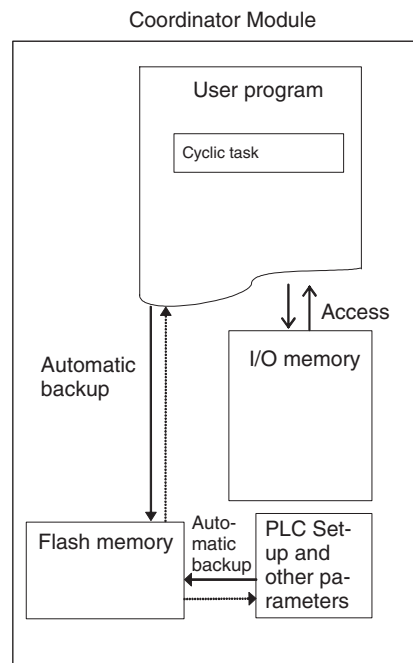 Coordinator Module
User program
Cyclic task
Access
I/O memory
Automatic
backup
Flash memory
Auto-
matic
backup
PLC Set-
up and
other pa-
rameters